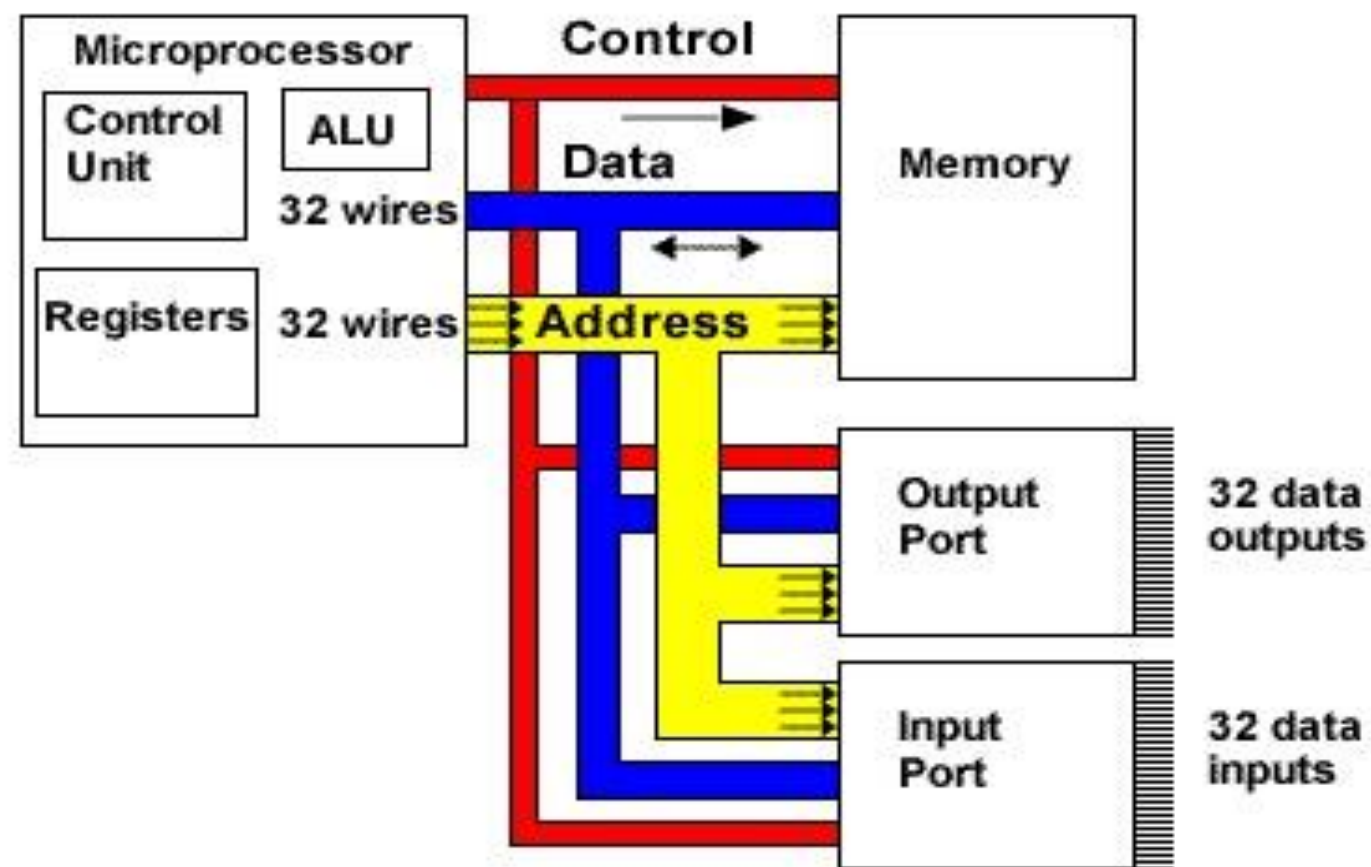 Microprocessor
Control
Unit
ALU
32 wires
Registers
32 wires
Control
Data
Address
Memory
Output
Port
32 data
outputs
Input
Port
32 data
inputs